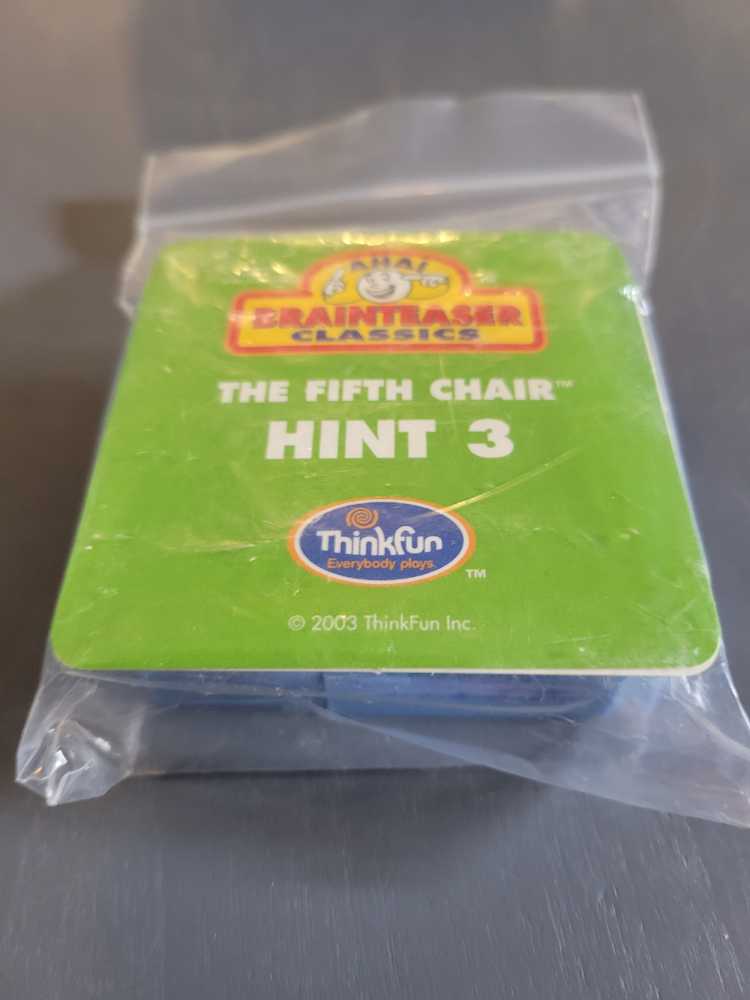 AHA!
BRAINTEASER
CLASSICS
THE FIFTH CHAIR™
HINT 3
Thinkfun
Everybody plays.
™
© 2003 ThinkFun Inc.